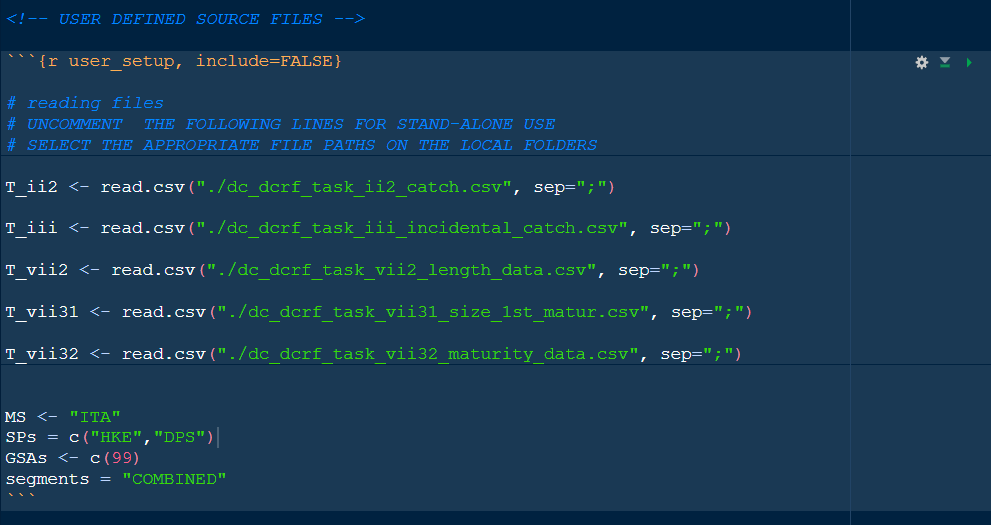 <!-- USER DEFINED SOURCE FILES -->
```{r user_setup, include=FALSE}
# reading files
# UNCOMMENT  THE FOLLOWING LINES FOR STAND-ALONE USE
# SELECT THE APPROPRIATE FILE PATHS ON THE LOCAL FOLDERS
T_ii2 <- read.csv("./dc_dcrf_task_ii2_catch.csv", sep=";")
T_iii <- read.csv("./dc_dcrf_task_iii_incidental_catch.csv", sep=";")
T_vii2 <- read.csv("./dc_dcrf_task_vii2_length_data.csv", sep=";")
T_vii31 <- read.csv("./dc_dcrf_task_vii31_size_1st_matur.csv", sep=";")
T_vii32 <- read.csv("./dc_dcrf_task_vii32_maturity_data.csv", sep=";")
MS <- "ITA"
SPs = c("HKE","DPS")
GSAs <- c(99)
segments = "COMBINED"
```